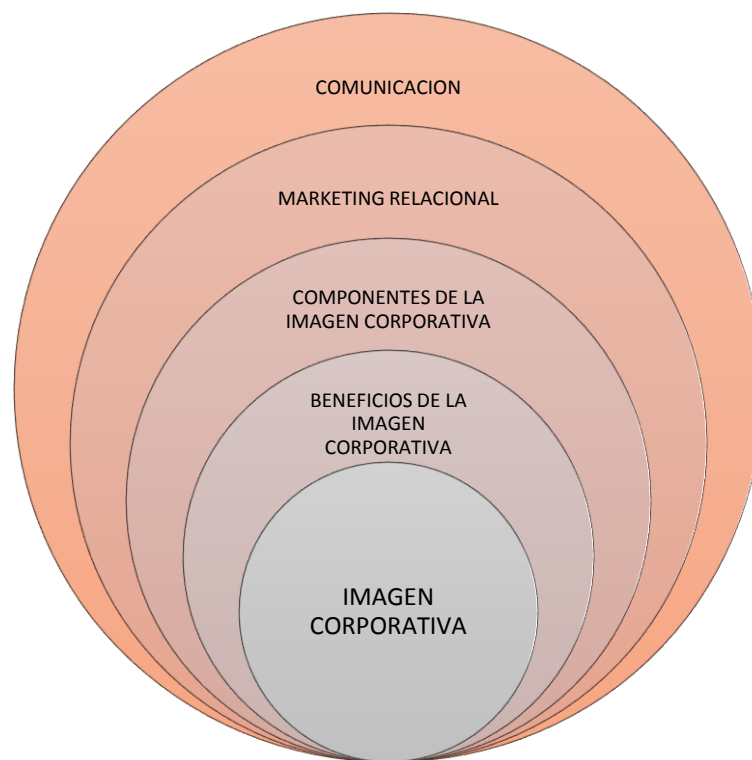 COMUNICACION
MARKETING RELACIONAL
COMPONENTES DE LA
IMAGEN CORPORATIVA
BENEFICIOS DE LA
IMAGEN
CORPORATIVA
IMAGEN
CORPORATIVA